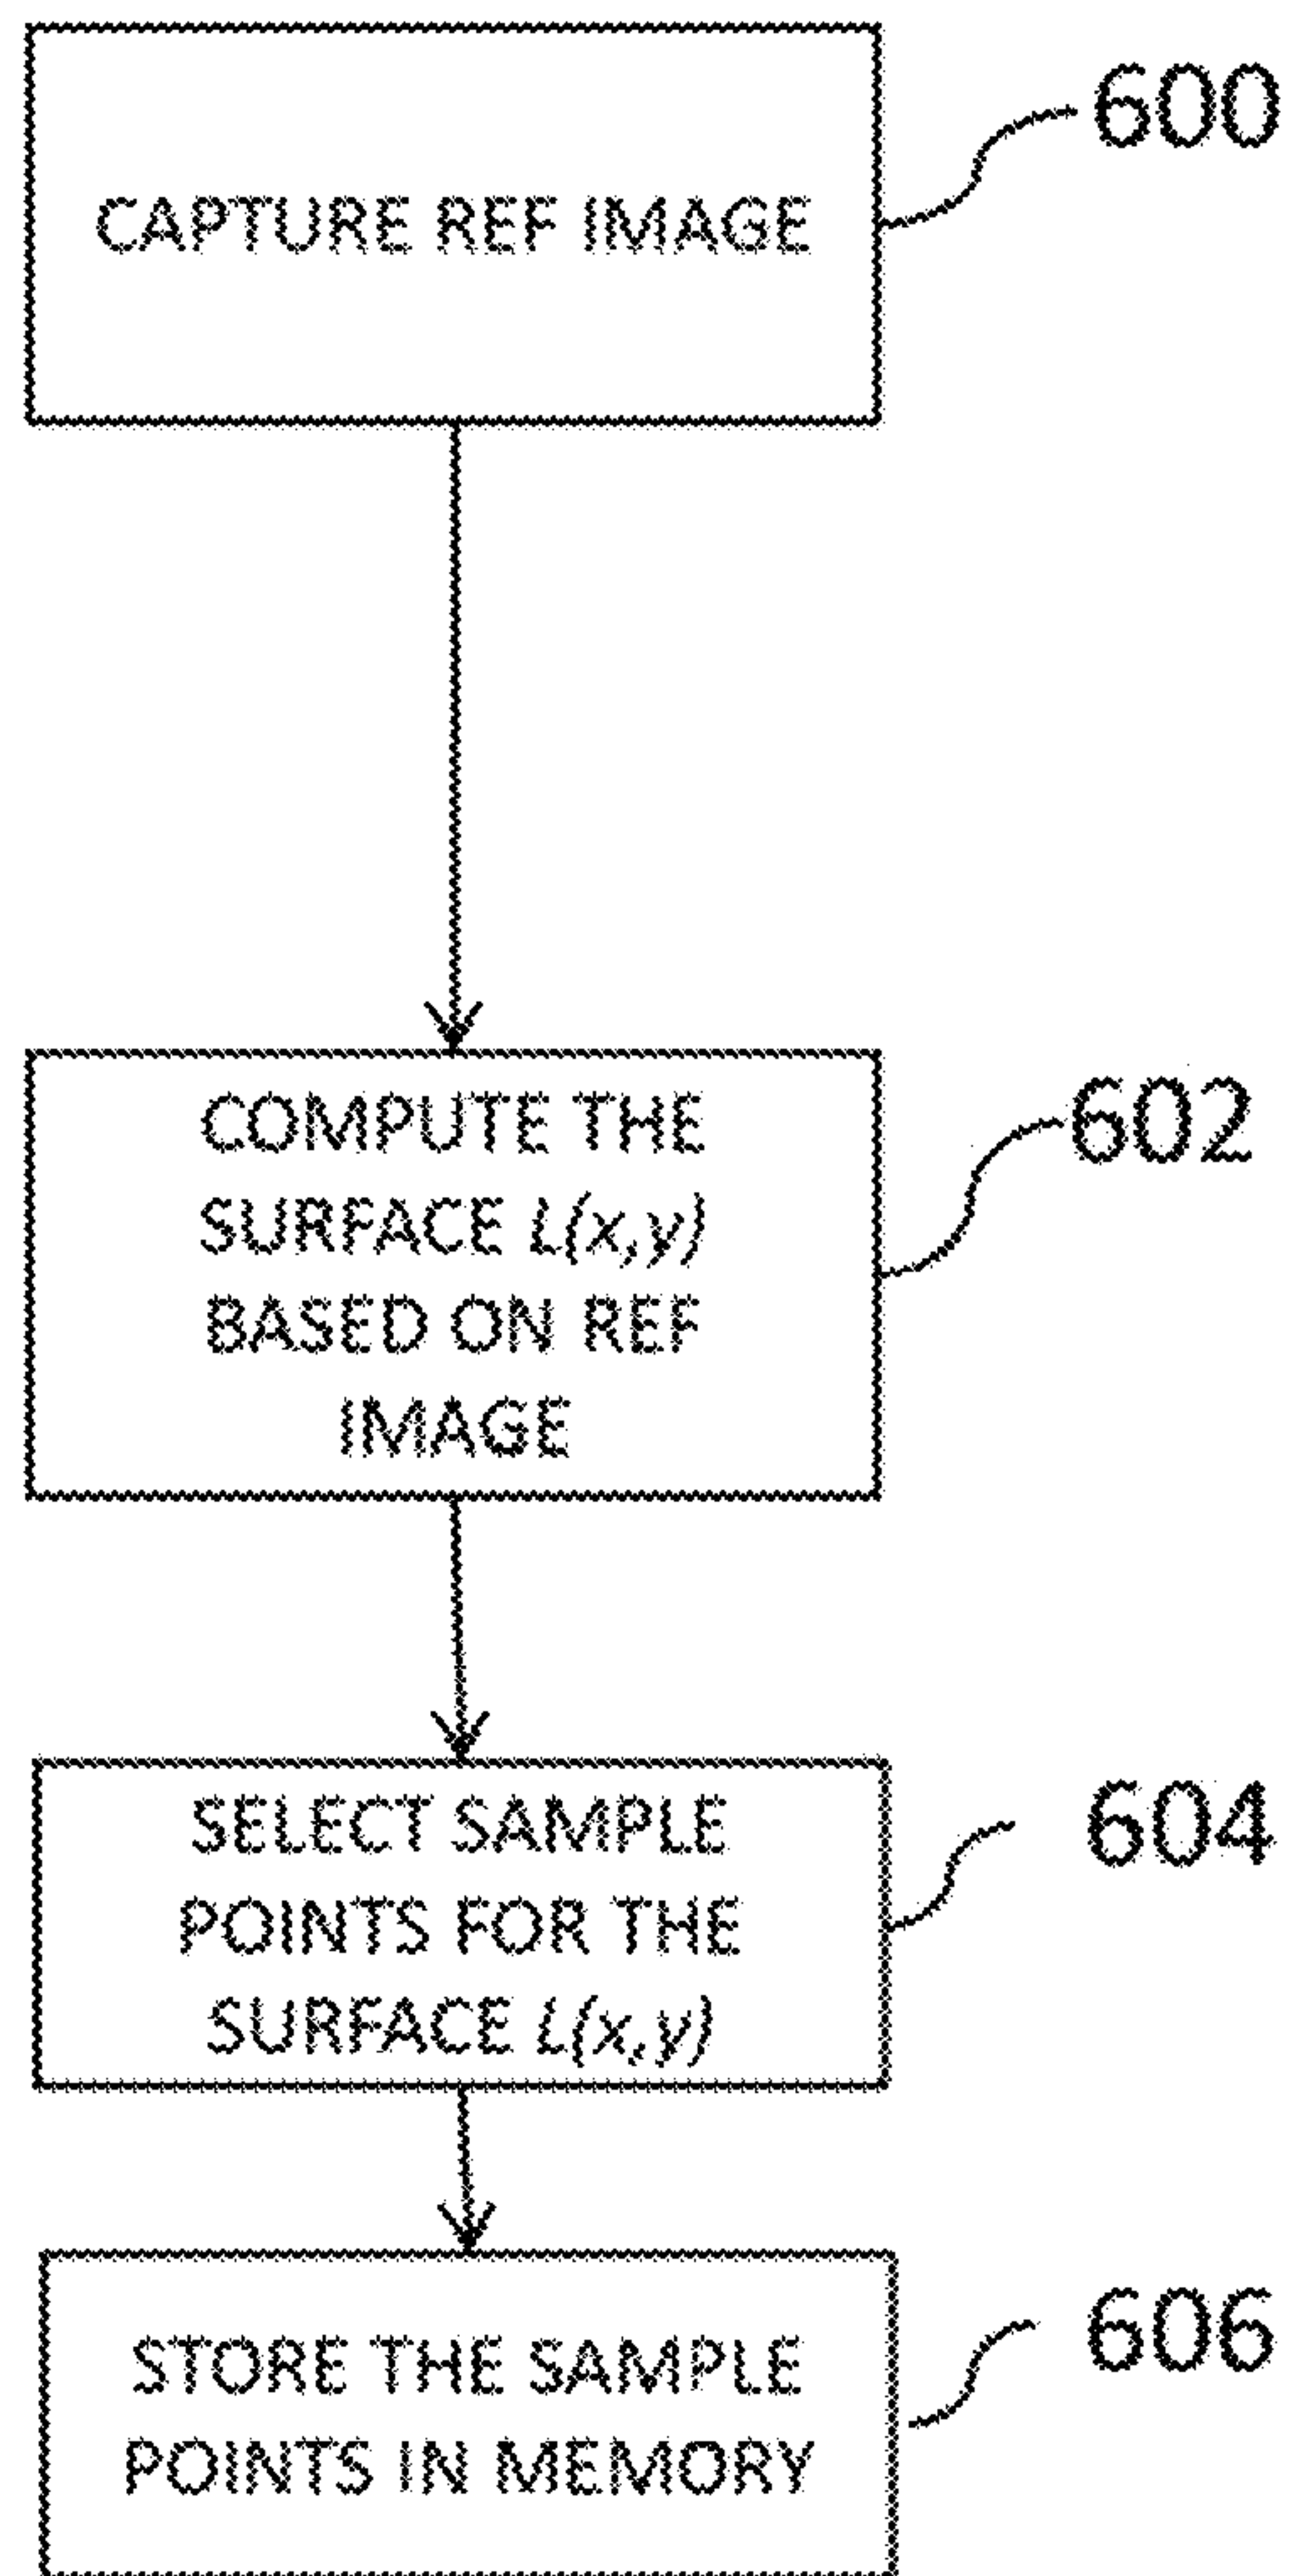 CAPTURE REF IMAGE
600
COMPUTE THE
SURFACE L(x,y)
BASED ON REF
IMAGE
602
SELECT SAMPLE
POINTS FOR THE
SURFACE L(x,y)
604
STORE THE SAMPLE
POINTS IN MEMORY
606